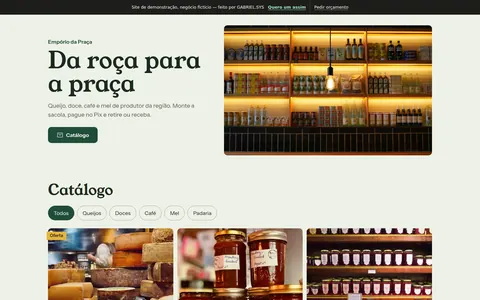 Site de demonstração, negócio fictício — feito por GABRIEL.SYS Quero um assim Pedir orçamento
Empório da Praça
Da roça para
a praça
Queijo, doce, café e mel de produtor da região. Monte a
sacola, pague no Pix e retire ou receba.
Catálogo
Catálogo
Todos Queijos Doces Café Mel Padaria
Oferta